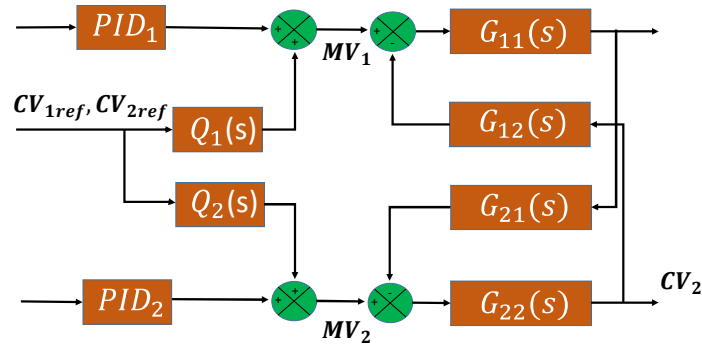 PID₁
+
+
MV₁
+
-
G₁₁(s)
CV₁ref, CV₂ref
Q₁(s)
G₁₂(s)
Q₂(s)
G₂₁(s)
PID₂
+
+
MV₂
+
G₂₂(s)
CV₂